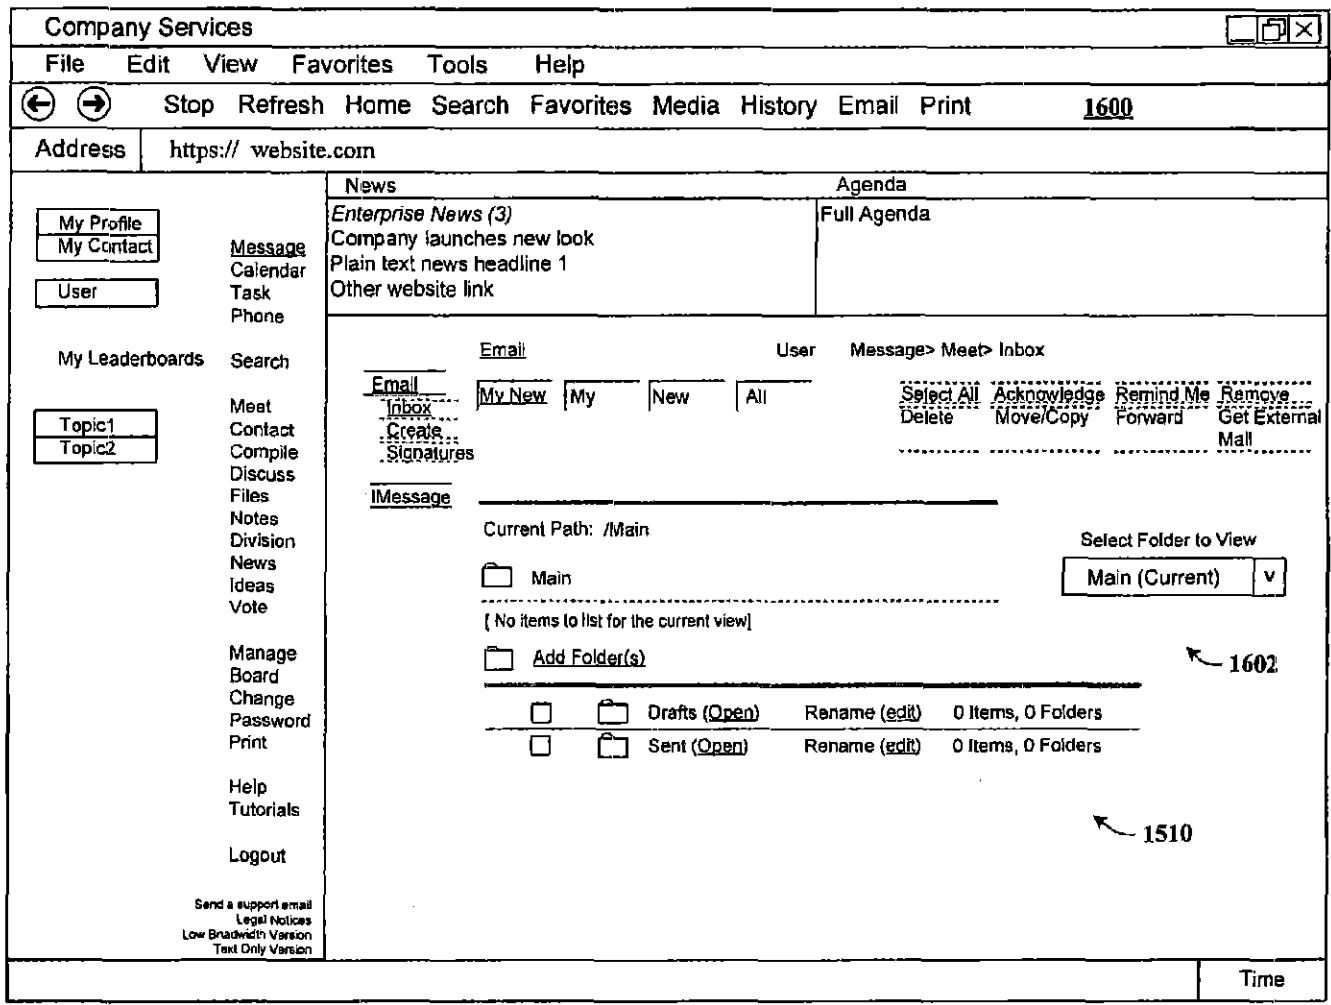 Company Services
File Edit View Favorites Tools Help
Stop Refresh Home Search Favorites Media History Email Print 1600
Address https:// website.com
News Agenda
My Profile
My Contact
User
My Leaderboards
Topic1
Topic2
Message
Calendar
Task
Phone
Search
Meet
Contact
Compile
Discuss
Files
Notes
Division
News
Ideas
Vote
Manage
Board
Change
Password
Print
Help
Tutorials
Logout
Send a support email
Legal Notices
Low Bnadwidth Version
Text Only Version
Enterprise News (3)
Company launches new look
Plain text news headline 1
Other website link
Full Agenda
Email User Message> Meet> Inbox
Email
Inbox
Create
Signatures
IMessage
My New My New All
Select All Acknowledge Remind Me Remove
Delete Move/Copy Forward Get External
Mail
Current Path: /Main
Select Folder to View
Main
Main (Current) v
[ No items to list for the current view]
Add Folder(s)
1602
Drafts (Open) Rename (edit) 0 Items, 0 Folders
Sent (Open) Rename (edit) 0 Items, 0 Folders
1510
Time